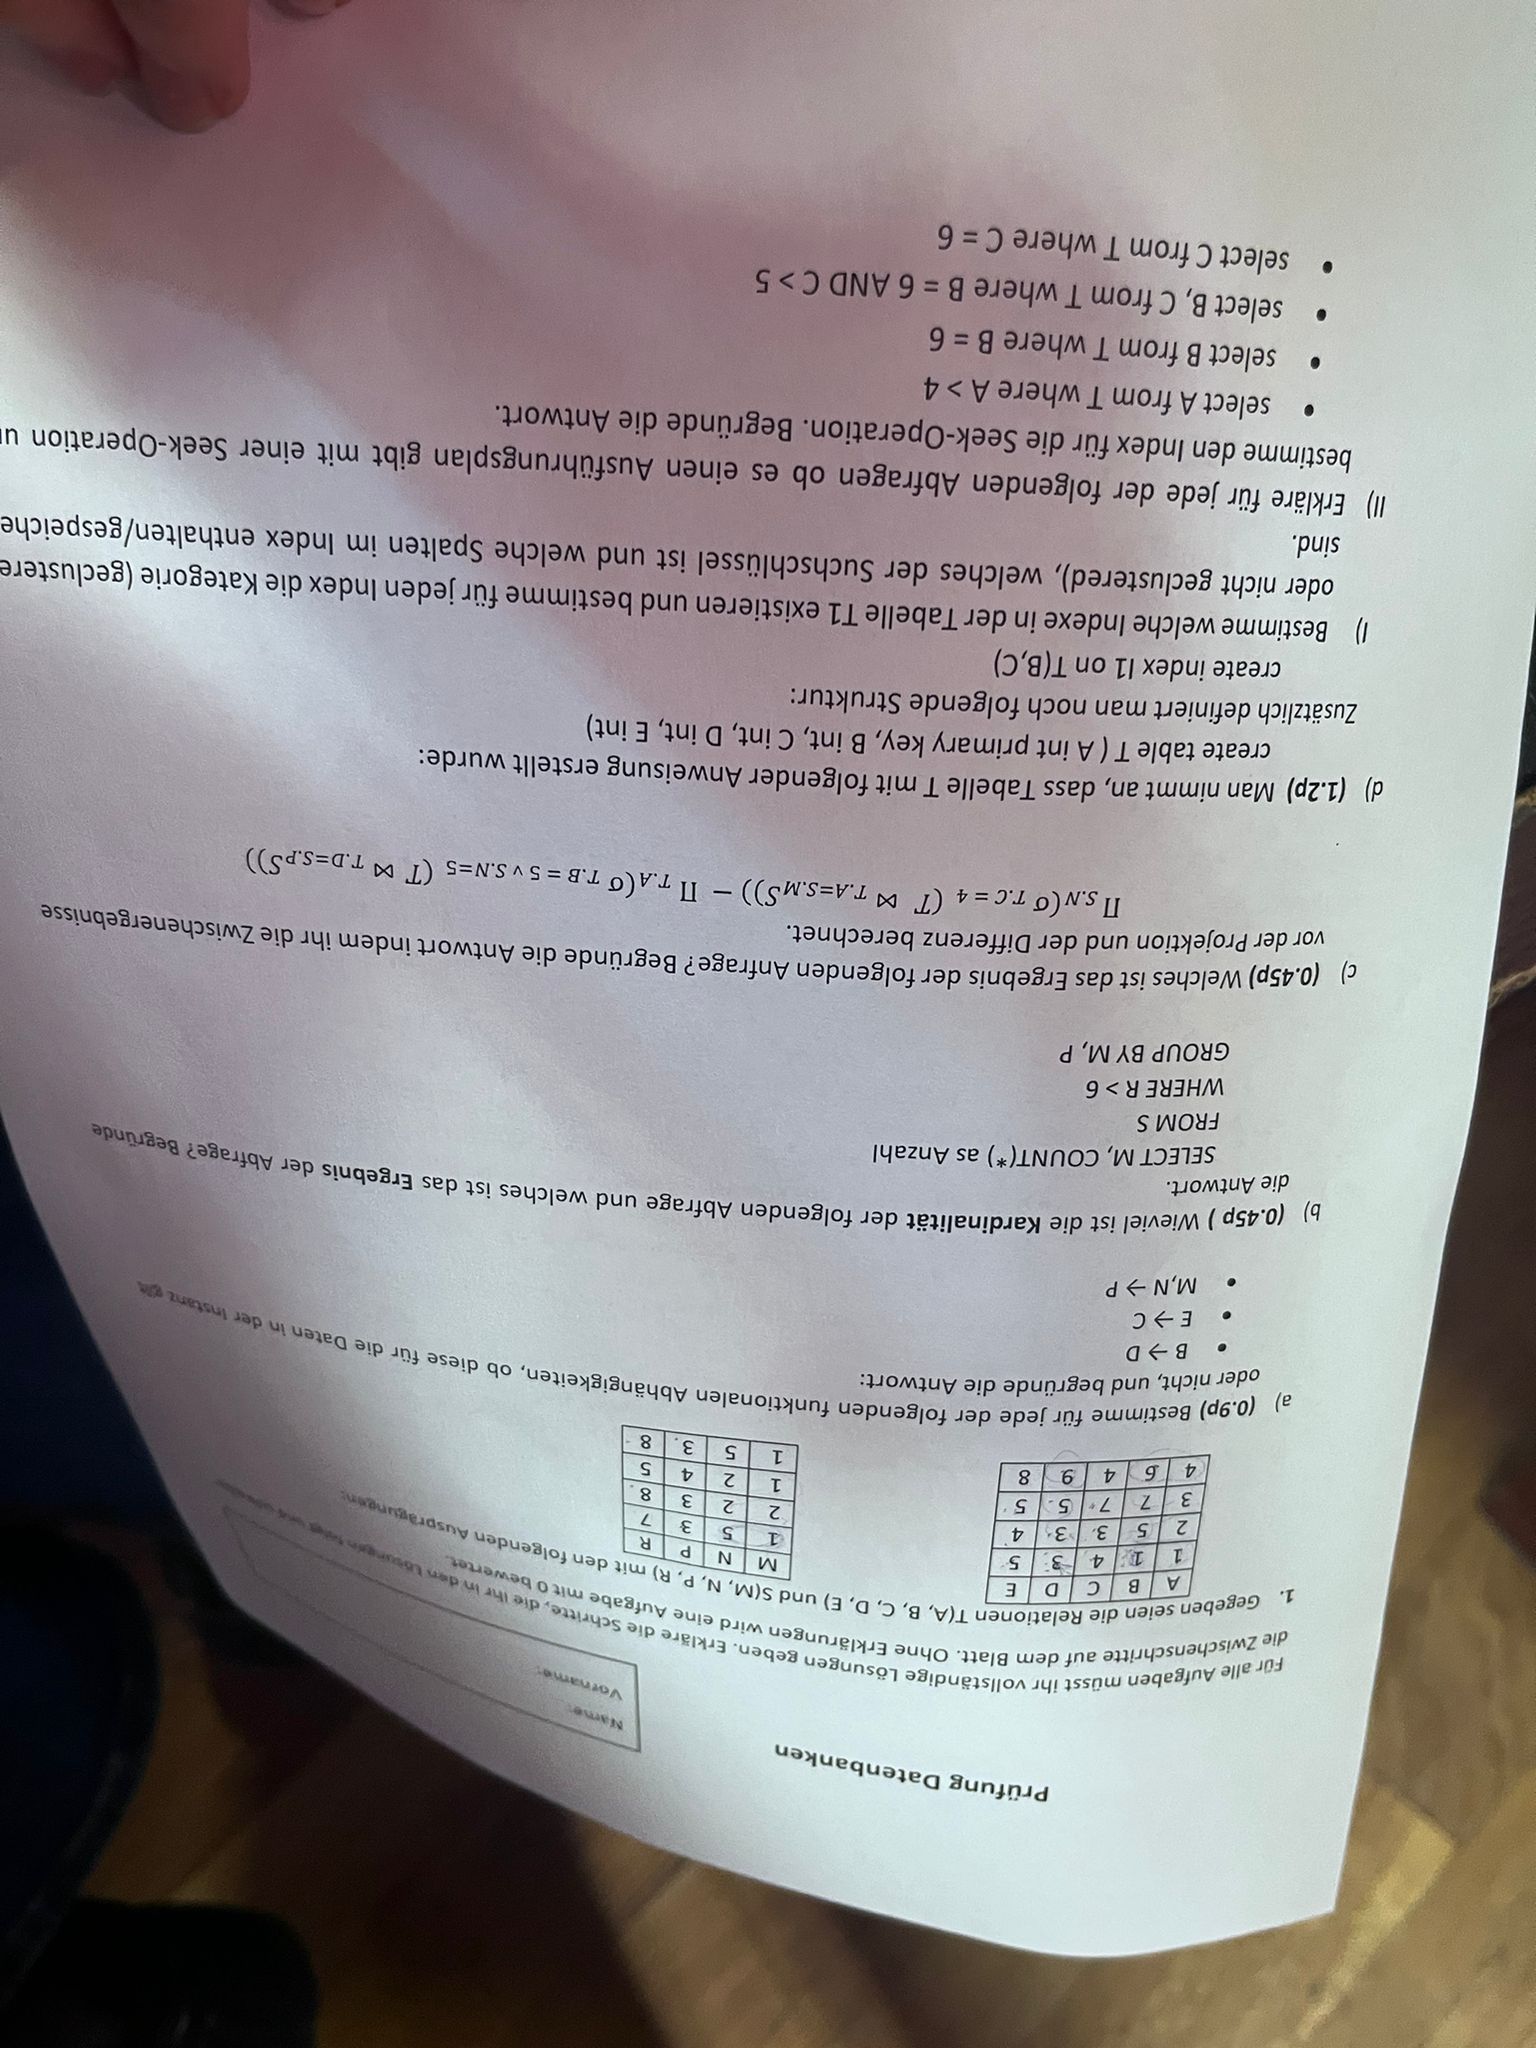 Prüfung Datenbanken
Name:
Vorname:
Für alle Aufgaben müsst ihr vollständige Lösungen geben. Erkläre die Schritte, die ihr in den Lösungen
die Zwischenschritte auf dem Blatt. Ohne Erklärungen wird eine Aufgabe mit 0 bewertet.
1. Gegeben seien die Relationen T(A, B, C, D, E) und S(M, N, P, R) mit den folgenden Ausprägungen:
A B C D E
1 1 4 3 5
2 5 3 3 4
3 7 7 5 5
4 6 4 9 8
M N P R
1 5 3 7
2 2 3 8
1 2 4 5
1 5 3 8
a) (0.9p) Bestimme für jede der folgenden funktionalen Abhängigkeiten, ob diese für die Daten in der Instanz gilt
oder nicht, und begründe die Antwort:
• B → D
• E → C
• M,N → P
b) (0.45p ) Wieviel ist die Kardinalität der folgenden Abfrage und welches ist das Ergebnis der Abfrage? Begründe
die Antwort.
SELECT M, COUNT(*) as Anzahl
FROM S
WHERE R > 6
GROUP BY M, P
c) (0.45p) Welches ist das Ergebnis der folgenden Anfrage? Begründe die Antwort indem ihr die Zwischenergebnisse
vor der Projektion und der Differenz berechnet.
Π S.N (σ T.C = 4 (T ⋈ T.A=S.M S)) − Π T.A (σ T.B = 5 ∨ S.N=5 (T ⋈ T.D=S.P S))
d) (1.2p) Man nimmt an, dass Tabelle T mit folgender Anweisung erstellt wurde:
create table T ( A int primary key, B int, C int, D int, E int)
Zusätzlich definiert man noch folgende Struktur:
create index I1 on T(B,C)
I) Bestimme welche Indexe in der Tabelle T1 existieren und bestimme für jeden Index die Kategorie (geclustere
oder nicht geclustered), welches der Suchschlüssel ist und welche Spalten im Index enthalten/gespeiche
sind.
II) Erkläre für jede der folgenden Abfragen ob es einen Ausführungsplan gibt mit einer Seek-Operation u
bestimme den Index für die Seek-Operation. Begründe die Antwort.
• select A from T where A > 4
• select B from T where B = 6
• select B, C from T where B = 6 AND C > 5
• select C from T where C = 6